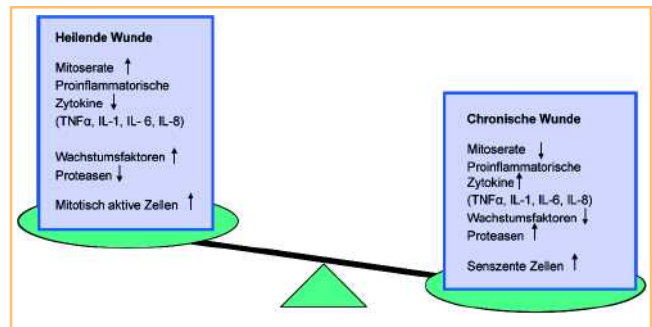 Heilende Wunde
Mitoserate ↑
Proinflammatorische
Zytokine ↓
(TNFα, IL-1, IL- 6, IL-8)
Wachstumsfaktoren ↑
Proteasen ↓
Mitotisch aktive Zellen ↑
Chronische Wunde
Mitoserate ↓
Proinflammatorische
Zytokine ↑
(TNFα, IL-1, IL-6, IL-8)
Wachstumsfaktoren ↓
Proteasen ↑
Senszente Zellen ↑